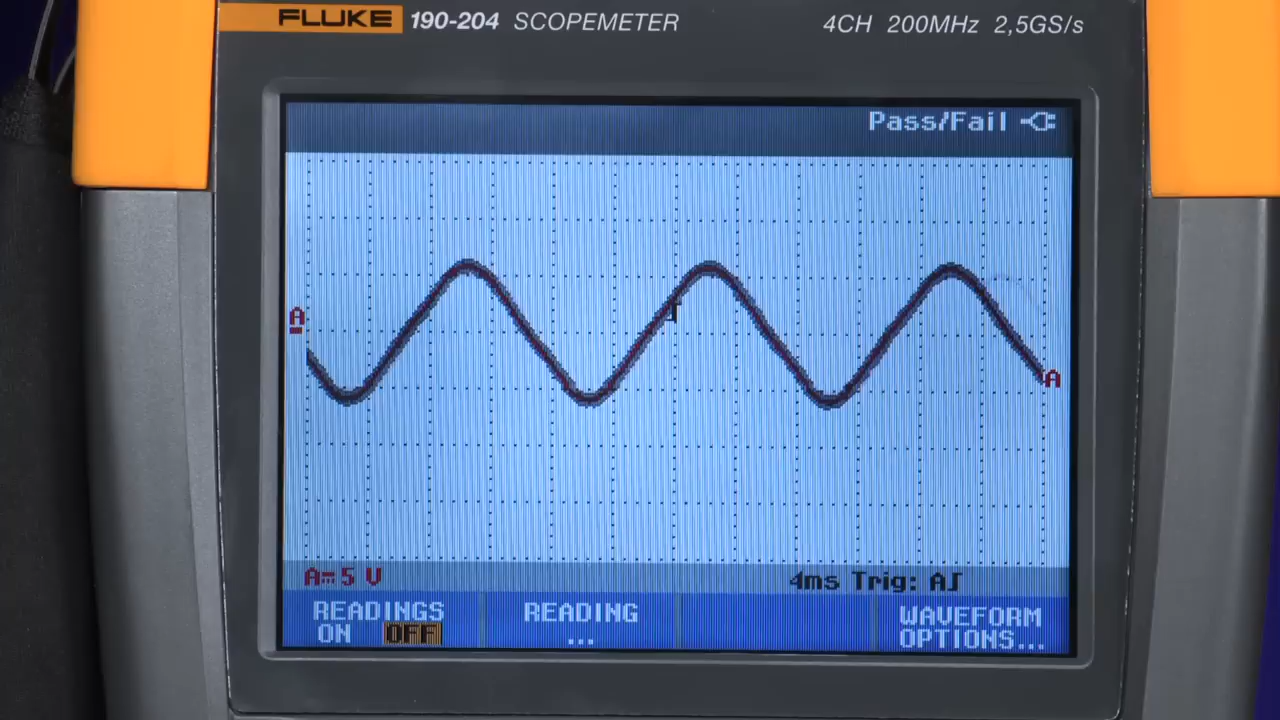 FLUKE 190-204 SCOPEMETER 4CH 200MHz 2,5GS/s
Pass/Fail
A
A
A⎓5 V 4ms Trig: A⎍
READINGS READING WAVEFORM
ON OFF ... OPTIONS...